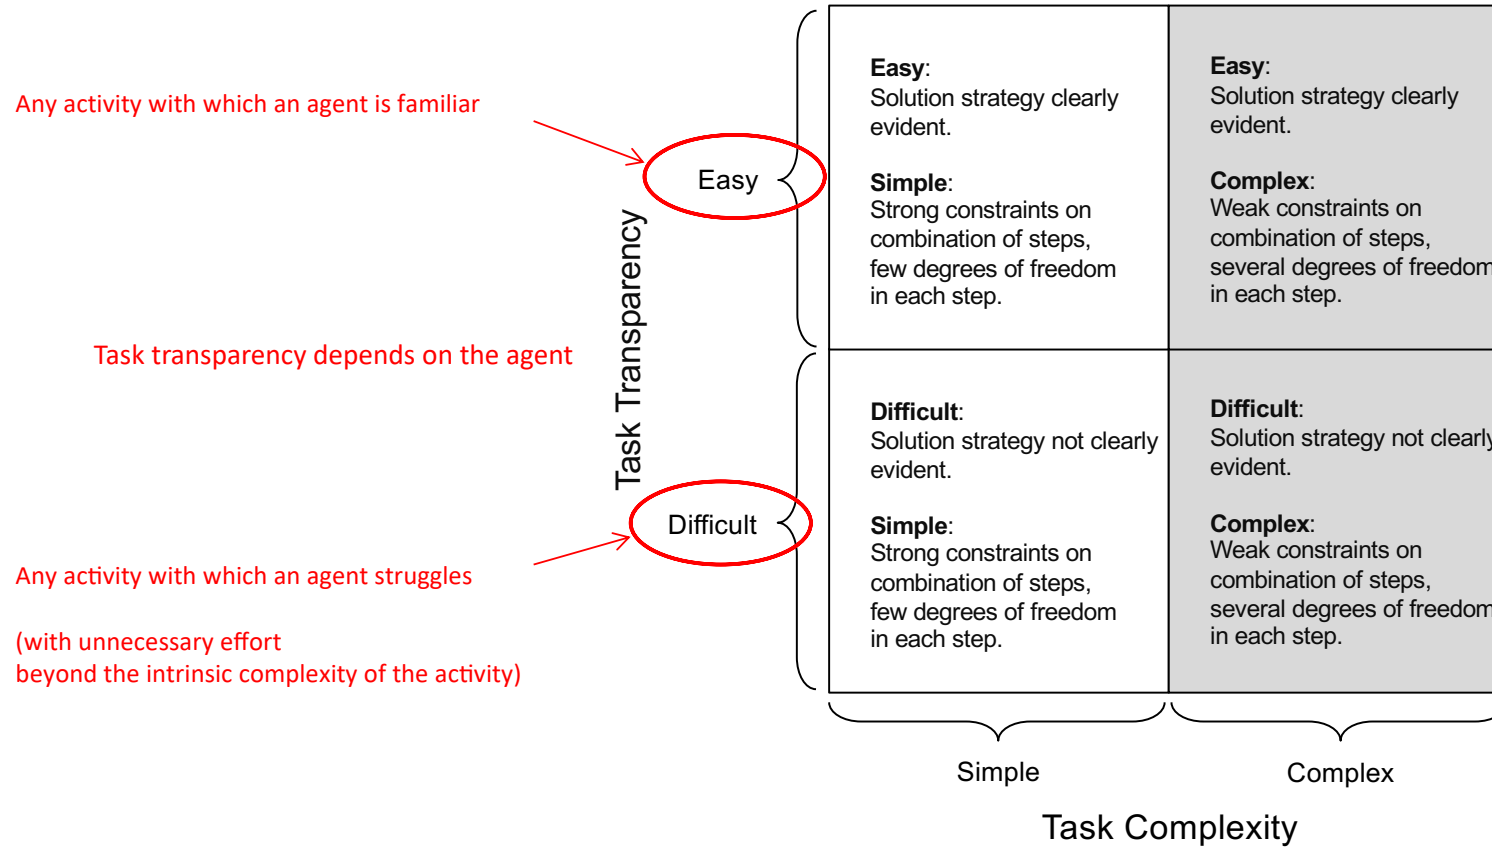 Any activity with which an agent is familiar
Task transparency depends on the agent
Any activity with which an agent struggles
(with unnecessary effort
beyond the intrinsic complexity of the activity)
Task Transparency
Easy
Difficult
Easy:
Solution strategy clearly
evident.
Simple:
Strong constraints on
combination of steps,
few degrees of freedom
in each step.
Easy:
Solution strategy clearly
evident.
Complex:
Weak constraints on
combination of steps,
several degrees of freedom
in each step.
Difficult:
Solution strategy not clearly
evident.
Simple:
Strong constraints on
combination of steps,
few degrees of freedom
in each step.
Difficult:
Solution strategy not clearly
evident.
Complex:
Weak constraints on
combination of steps,
several degrees of freedom
in each step.
Simple
Complex
Task Complexity